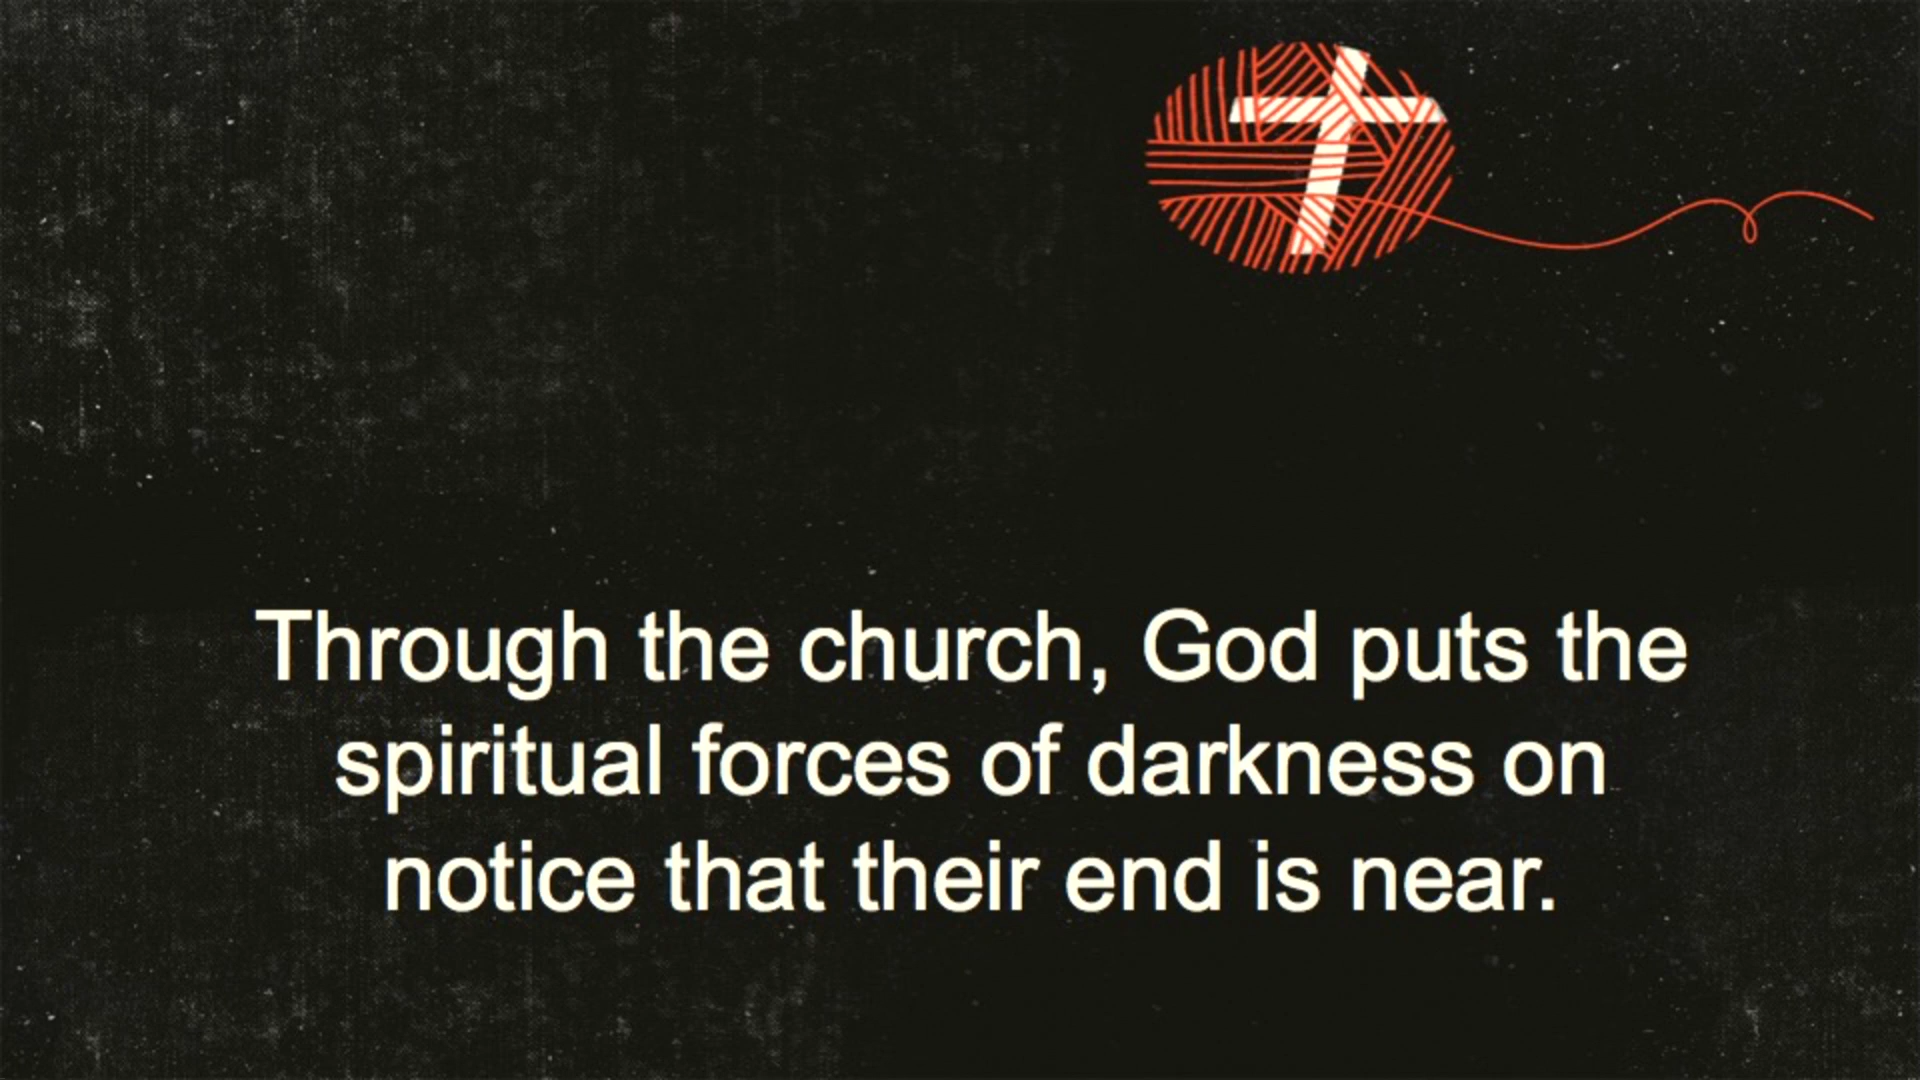 Through the church, God puts the
spiritual forces of darkness on
notice that their end is near.